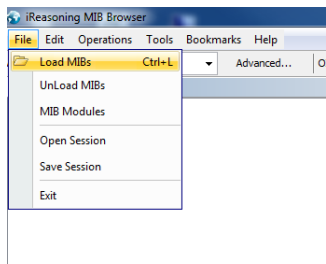 iReasoning MIB Browser
File Edit Operations Tools Bookmarks Help
Load MIBs Ctrl+L Advanced...
UnLoad MIBs
MIB Modules
Open Session
Save Session
Exit